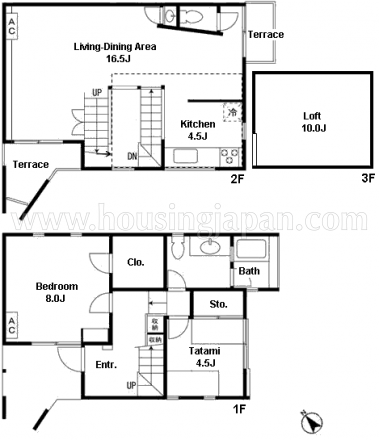 AC
Living-Dining Area
16.5J
Terrace
UP
Kitchen
4.5J
冷
Loft
10.0J
Terrace
DN
2F
3F
www.housingjapan.com
Clo.
Bath
Bedroom
8.0J
AC
Sto.
収納
収納
Entr.
Tatami
4.5J
UP
1F
N